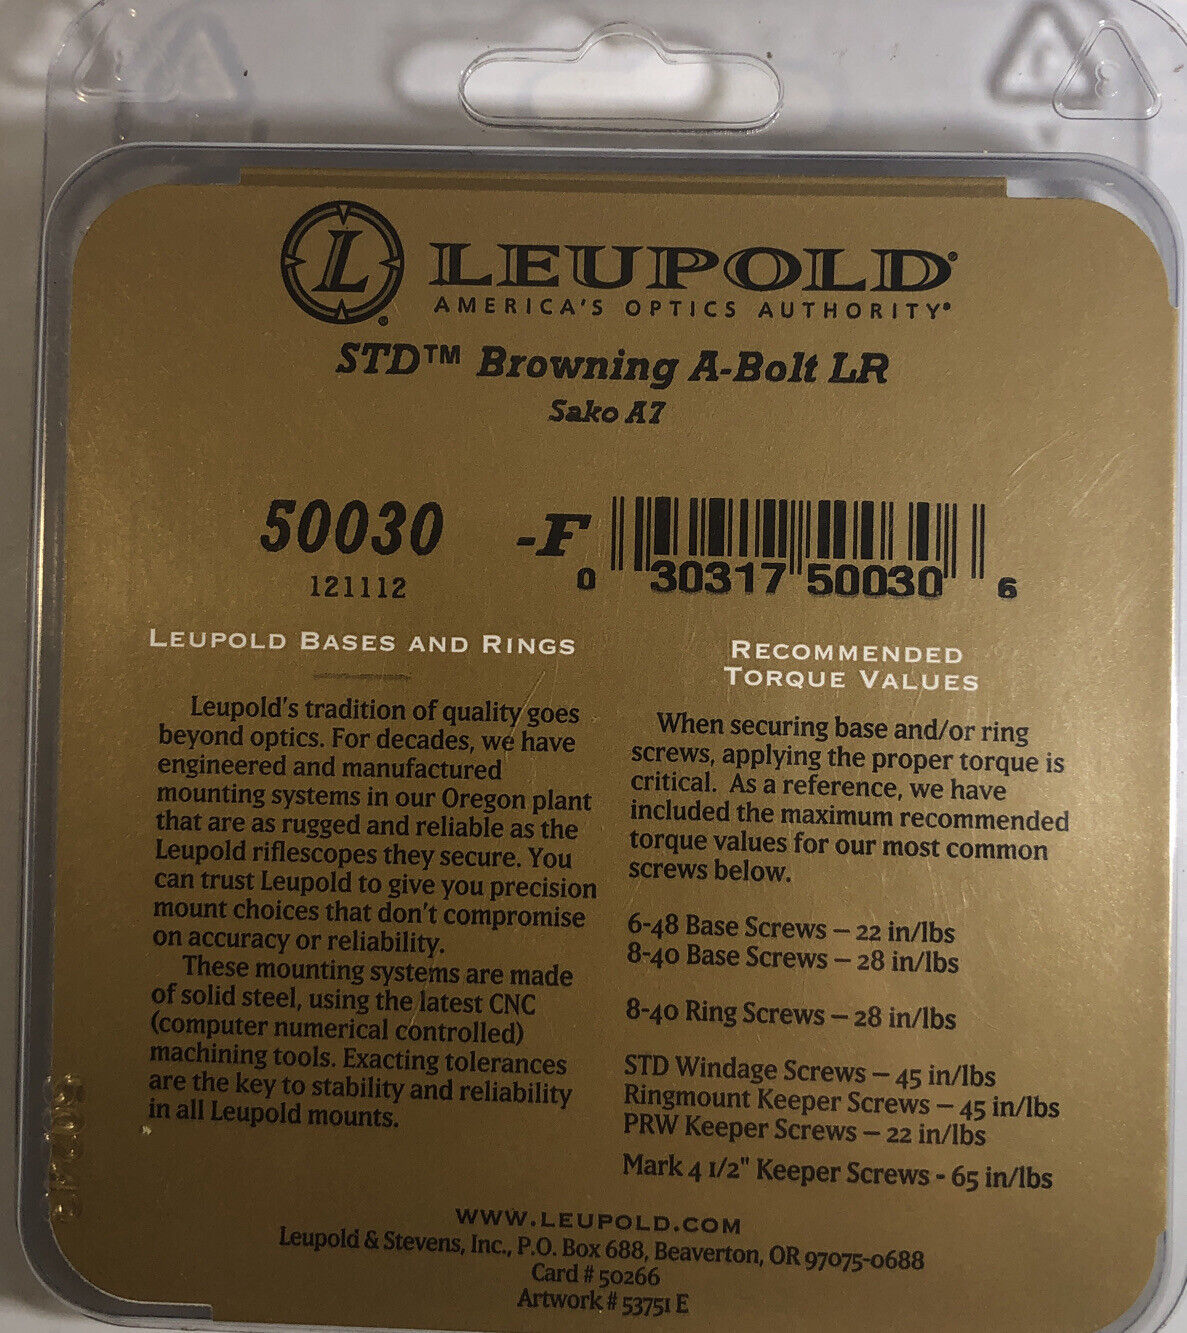 L
LEUPOLD®
AMERICA'S OPTICS AUTHORITY®
STD™ Browning A-Bolt LR
Sako A7
50030
121112
-F
0 30317 50030 6
LEUPOLD BASES AND RINGS
Leupold's tradition of quality goes
beyond optics. For decades, we have
engineered and manufactured
mounting systems in our Oregon plant
that are as rugged and reliable as the
Leupold riflescopes they secure. You
can trust Leupold to give you precision
mount choices that don't compromise
on accuracy or reliability.
These mounting systems are made
of solid steel, using the latest CNC
(computer numerical controlled)
machining tools. Exacting tolerances
are the key to stability and reliability
in all Leupold mounts.
RECOMMENDED
TORQUE VALUES
When securing base and/or ring
screws, applying the proper torque is
critical. As a reference, we have
included the maximum recommended
torque values for our most common
screws below.
6-48 Base Screws – 22 in/lbs
8-40 Base Screws – 28 in/lbs
8-40 Ring Screws – 28 in/lbs
STD Windage Screws – 45 in/lbs
Ringmount Keeper Screws – 45 in/lbs
PRW Keeper Screws – 22 in/lbs
Mark 4 1/2" Keeper Screws - 65 in/lbs
WWW.LEUPOLD.COM
Leupold & Stevens, Inc., P.O. Box 688, Beaverton, OR 97075-0688
Card # 50266
Artwork # 53751 E